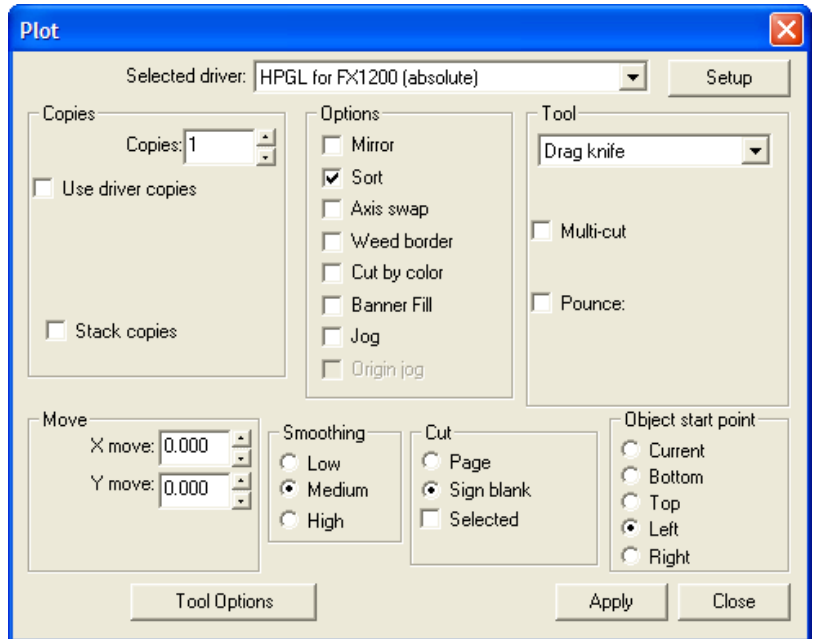 Plot
Selected driver: HPGL for FX1200 (absolute) Setup
Copies
Copies: 1
Use driver copies
Stack copies
Options
Mirror
Sort
Axis swap
Weed border
Cut by color
Banner Fill
Jog
Origin jog
Tool
Drag knife
Multi-cut
Pounce:
Move
X move: 0.000
Y move: 0.000
Smoothing
Low
Medium
High
Cut
Page
Sign blank
Selected
Object start point
Current
Bottom
Top
Left
Right
Tool Options Apply Close